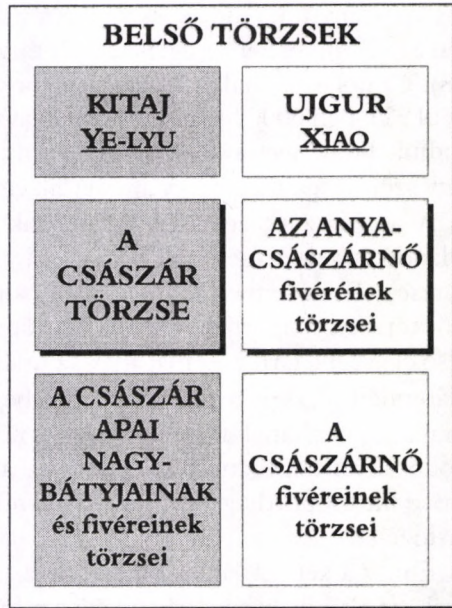 BELSŐ TÖRZSEK
KITAJ
YE-LYU
UJGUR
XIAO
A
CSÁSZÁR
TÖRZSE
AZ ANYA-
CSÁSZÁRNŐ
fivérének
törzsei
A CSÁSZÁR
APAI
NAGY-
BÁTYJAINAK
és fivéreinek
törzsei
A
CSÁSZÁRNŐ
fivéreinek
törzsei